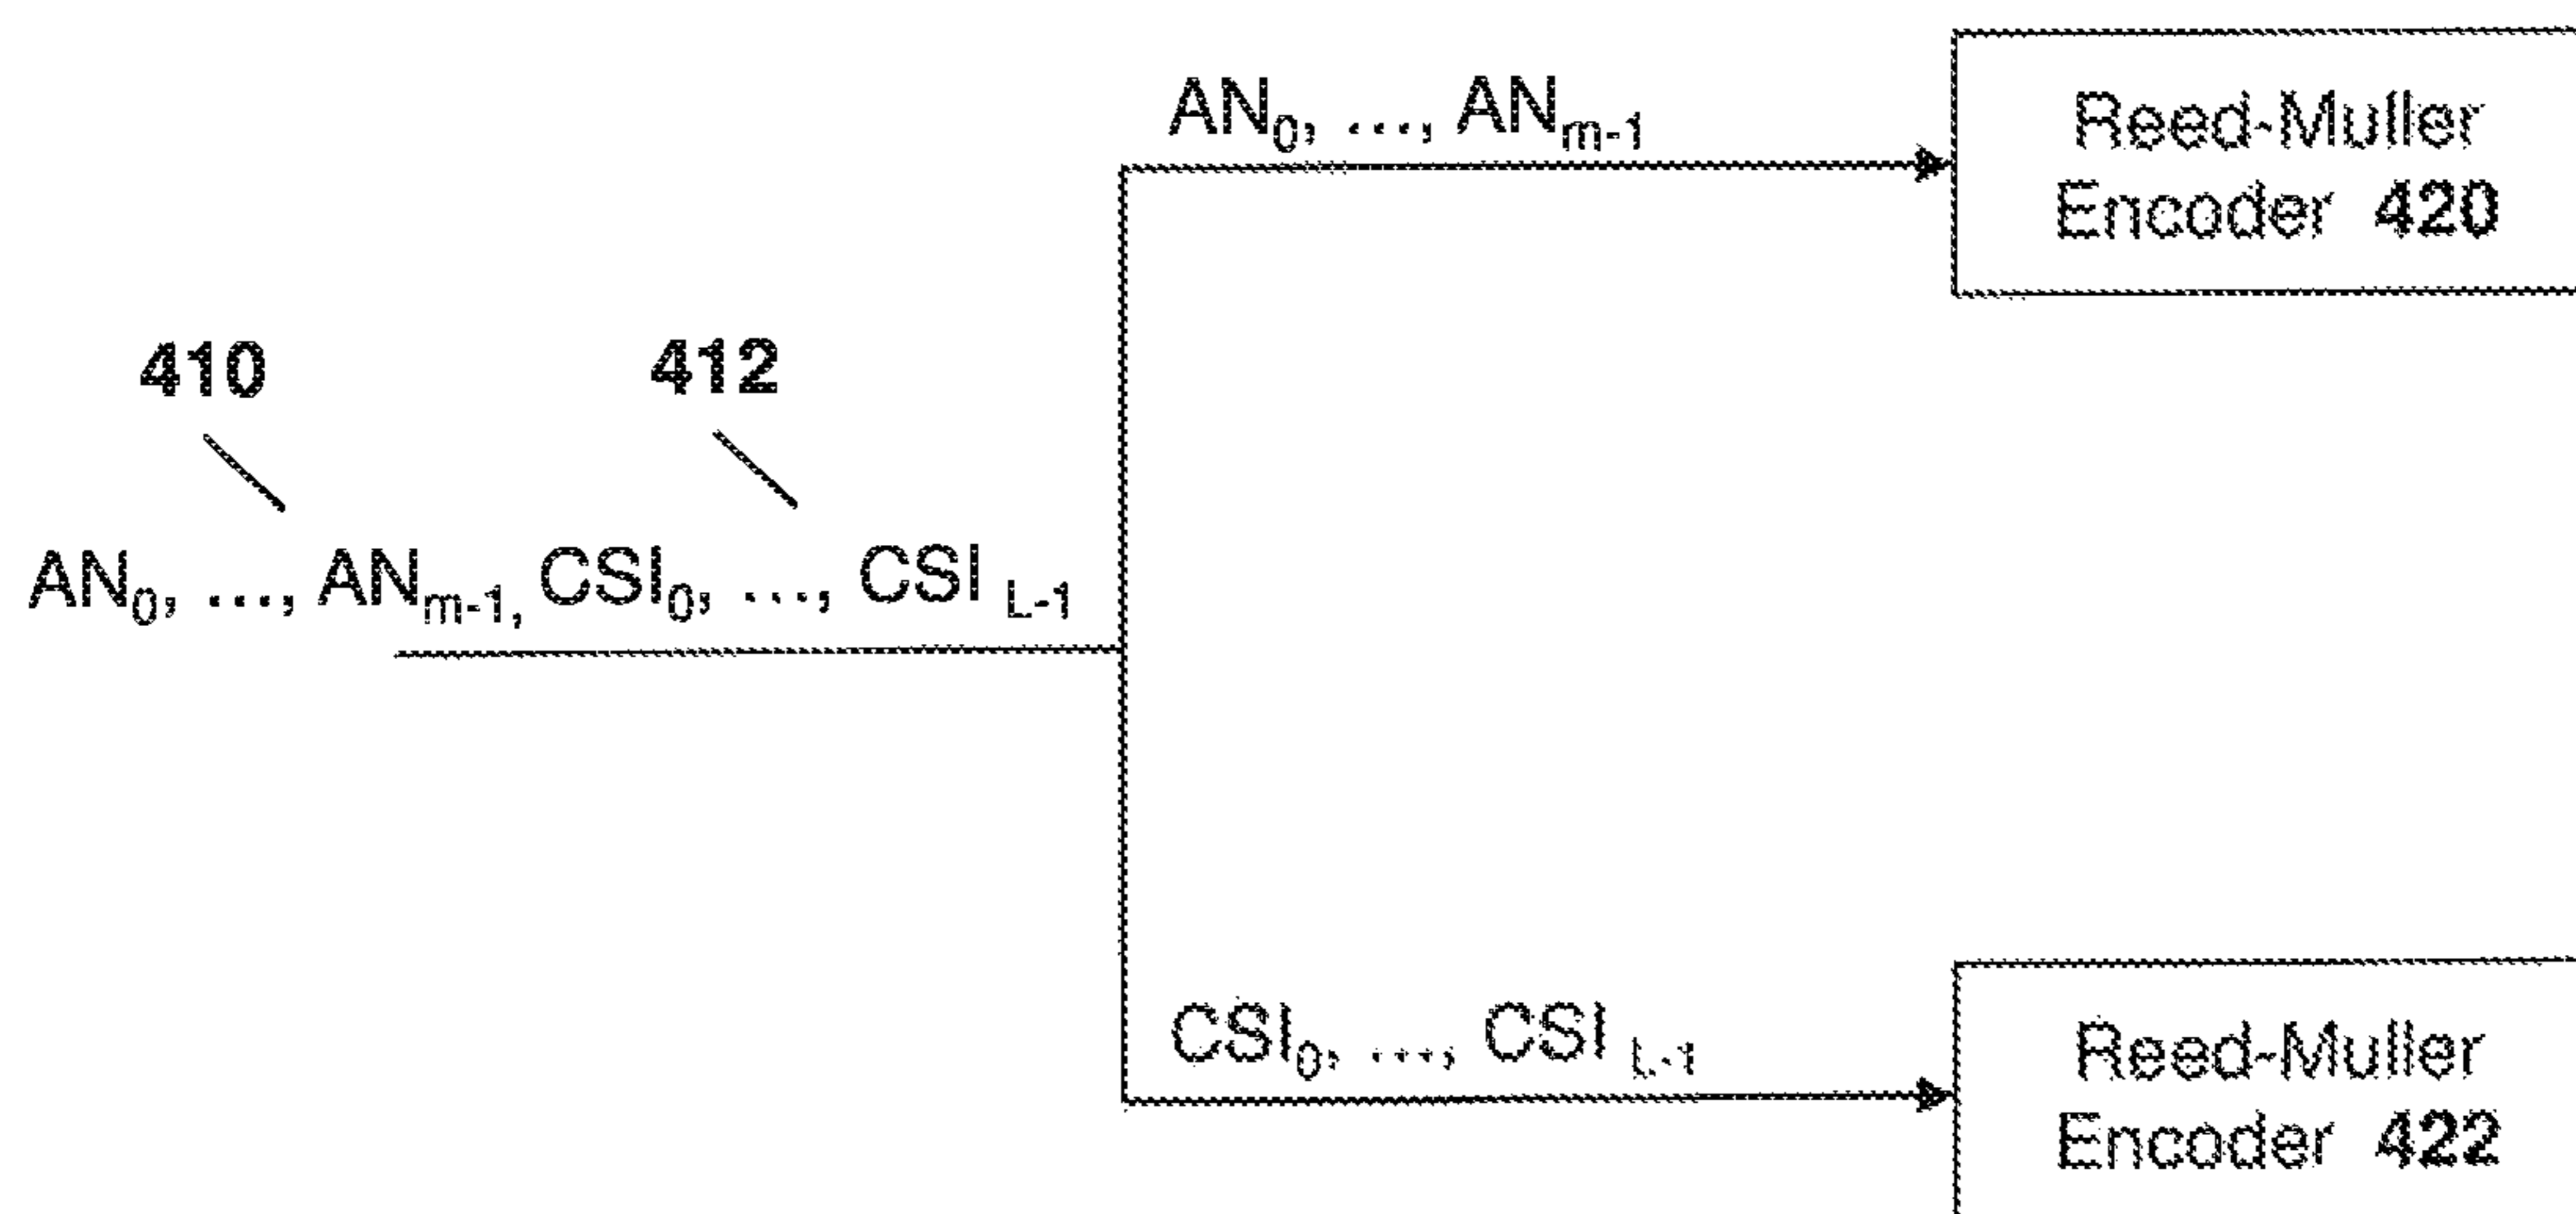 AN₀, ..., ANₘ₋₁
Reed-Muller
Encoder 420
410
412
AN₀, ..., ANₘ₋₁, CSI₀, ..., CSI L-1
CSI₀, ..., CSI L-1
Reed-Muller
Encoder 422